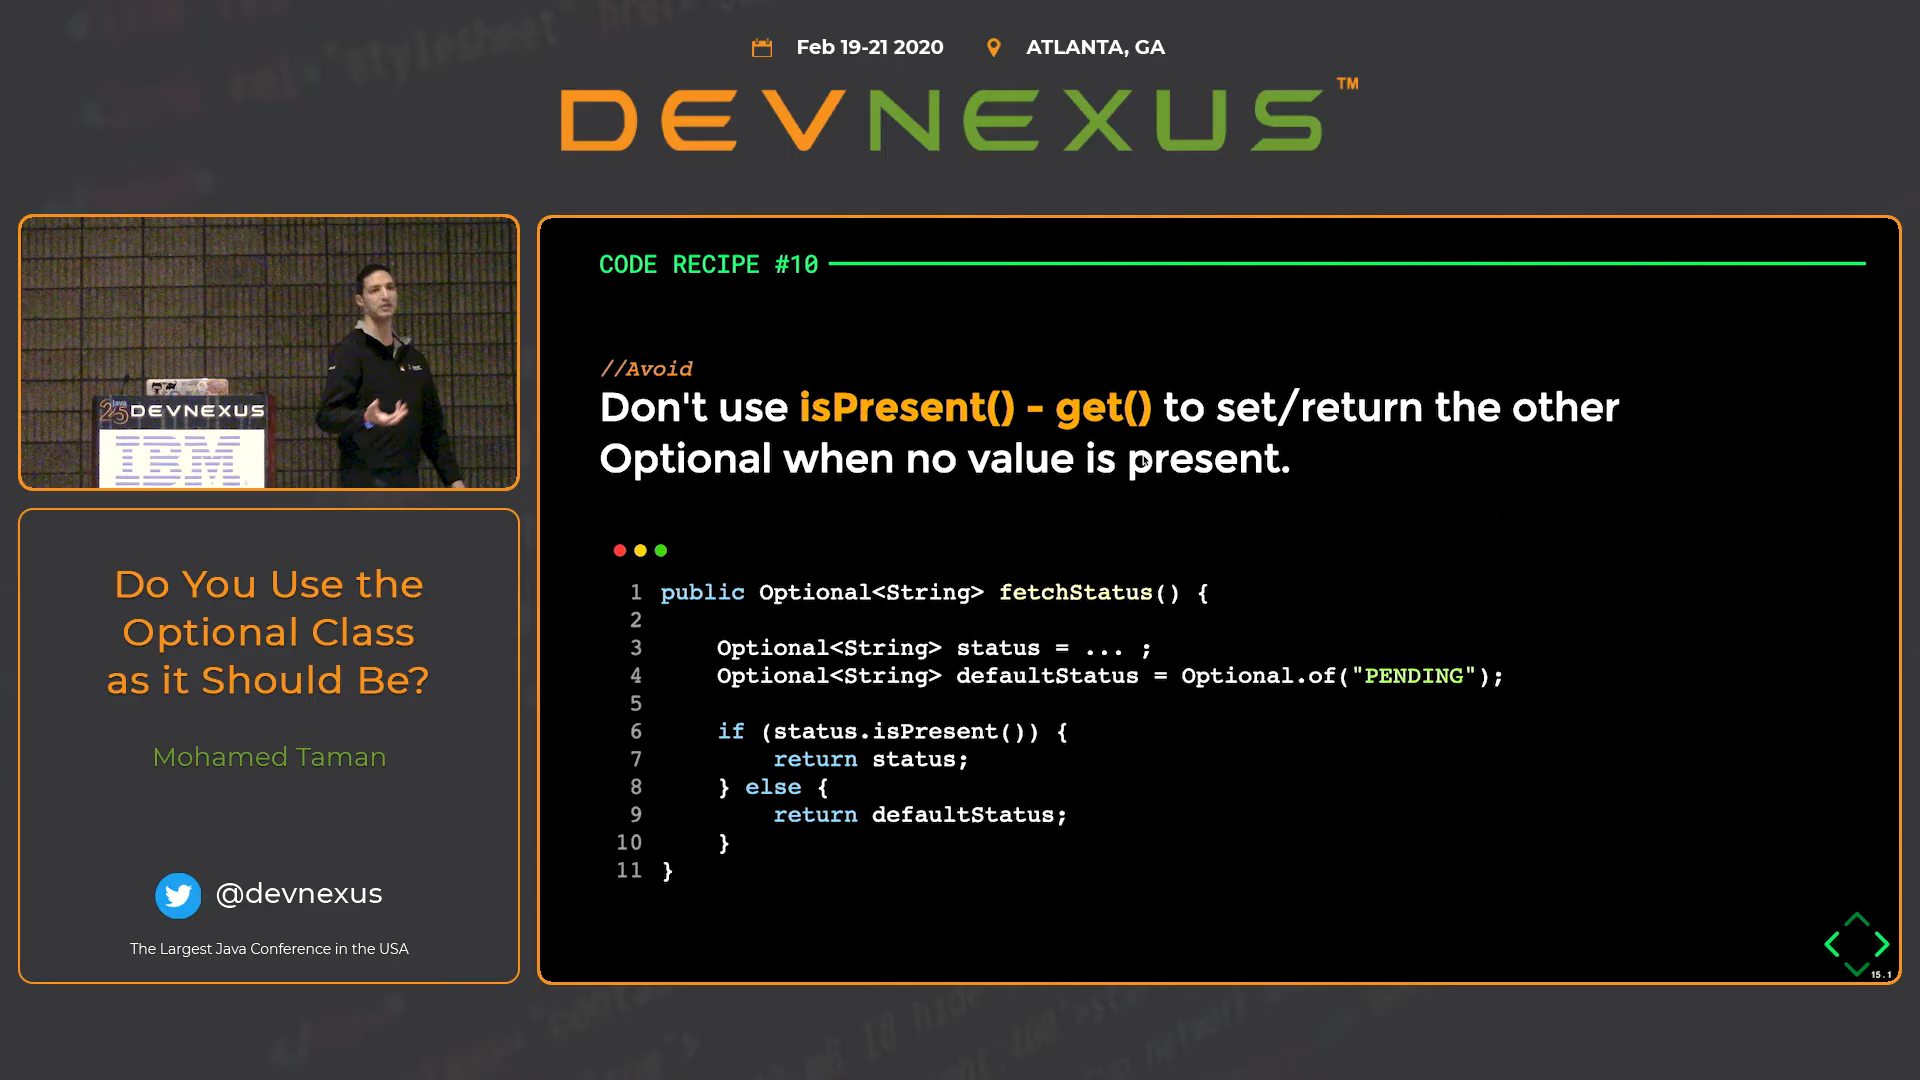 Feb 19-21 2020 ATLANTA, GA
DEVNEXUS™
Java 25 DEVNEXUS
IBM
Do You Use the
Optional Class
as it Should Be?
Mohamed Taman
@devnexus
The Largest Java Conference in the USA
CODE RECIPE #10
//Avoid
Don't use isPresent() - get() to set/return the other
Optional when no value is present.
1 public Optional<String> fetchStatus() {
2
3 Optional<String> status = ... ;
4 Optional<String> defaultStatus = Optional.of("PENDING");
5
6 if (status.isPresent()) {
7 return status;
8 } else {
9 return defaultStatus;
10 }
11 }
15.1